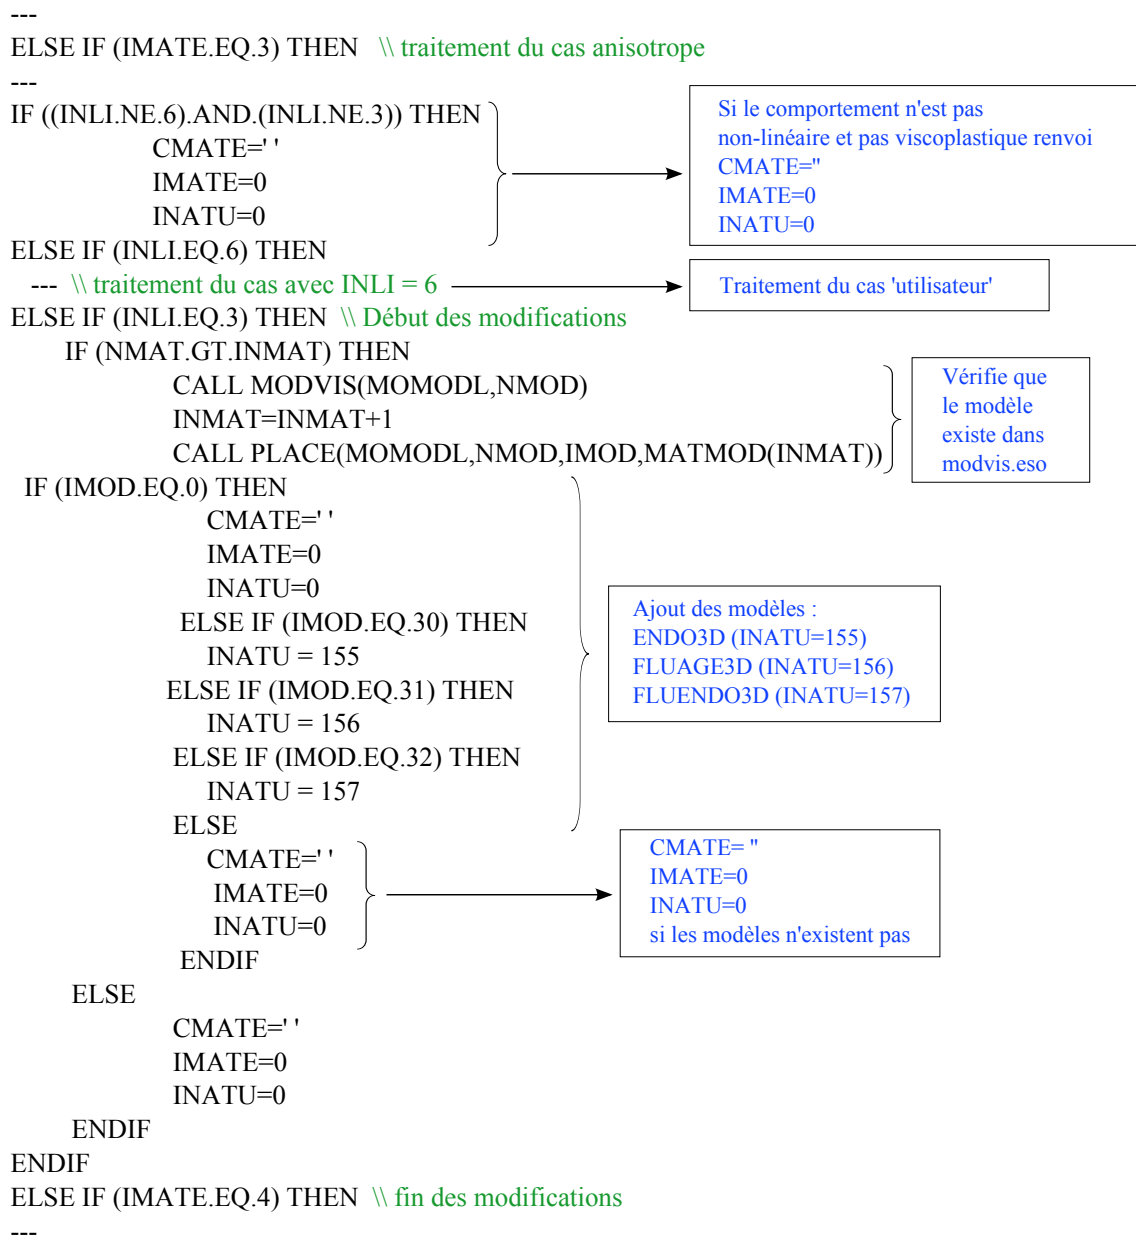 ---
ELSE IF (IMATE.EQ.3) THEN \\ traitement du cas anisotrope
---
IF ((INLI.NE.6).AND.(INLI.NE.3)) THEN
CMATE=' '
IMATE=0
INATU=0
Si le comportement n'est pas
non-linéaire et pas viscoplastique renvoi
CMATE=''
IMATE=0
INATU=0
ELSE IF (INLI.EQ.6) THEN
--- \\ traitement du cas avec INLI = 6
Traitement du cas 'utilisateur'
ELSE IF (INLI.EQ.3) THEN \\ Début des modifications
IF (NMAT.GT.INMAT) THEN
CALL MODVIS(MOMODL,NMOD)
INMAT=INMAT+1
CALL PLACE(MOMODL,NMOD,IMOD,MATMOD(INMAT))
Vérifie que
le modèle
existe dans
modvis.eso
IF (IMOD.EQ.0) THEN
CMATE=' '
IMATE=0
INATU=0
ELSE IF (IMOD.EQ.30) THEN
INATU = 155
ELSE IF (IMOD.EQ.31) THEN
INATU = 156
ELSE IF (IMOD.EQ.32) THEN
INATU = 157
Ajout des modèles :
ENDO3D (INATU=155)
FLUAGE3D (INATU=156)
FLUENDO3D (INATU=157)
ELSE
CMATE=' '
IMATE=0
INATU=0
CMATE= ''
IMATE=0
INATU=0
si les modèles n'existent pas
ENDIF
ELSE
CMATE=' '
IMATE=0
INATU=0
ENDIF
ENDIF
ELSE IF (IMATE.EQ.4) THEN \\ fin des modifications
---